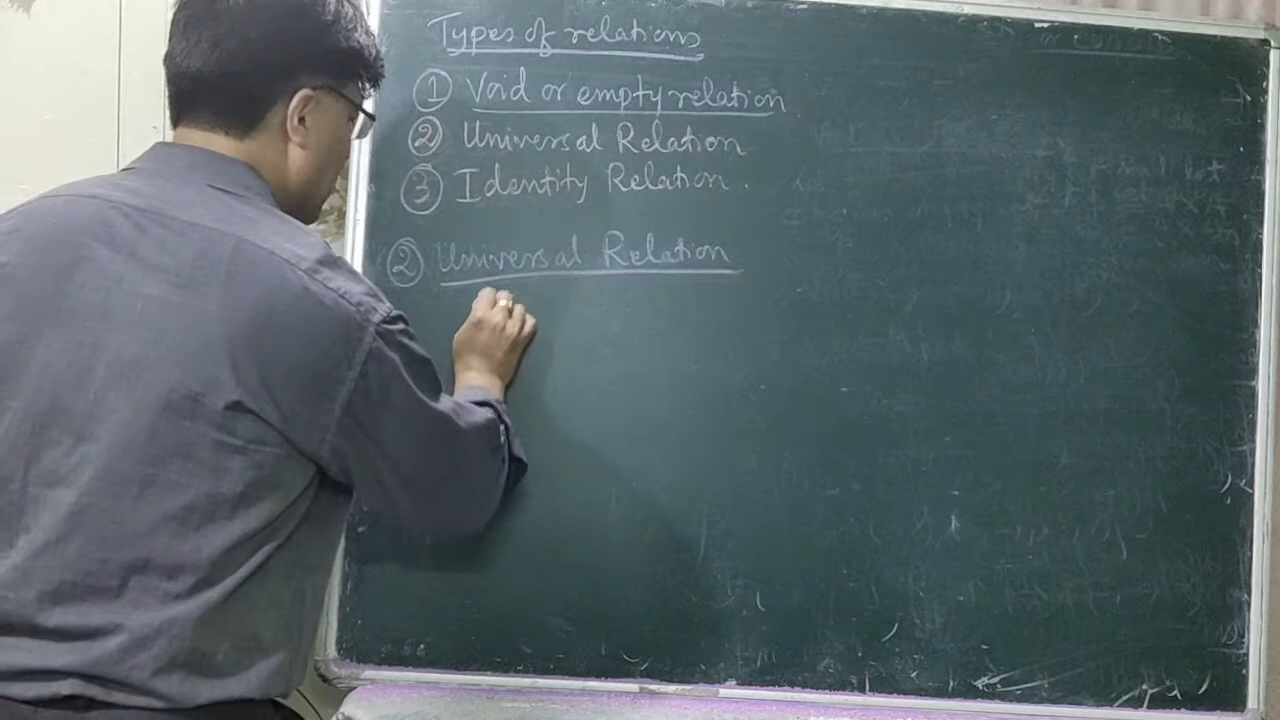 Types of relations
① Void or empty relation
② Universal Relation
③ Identity Relation.
② Universal Relation